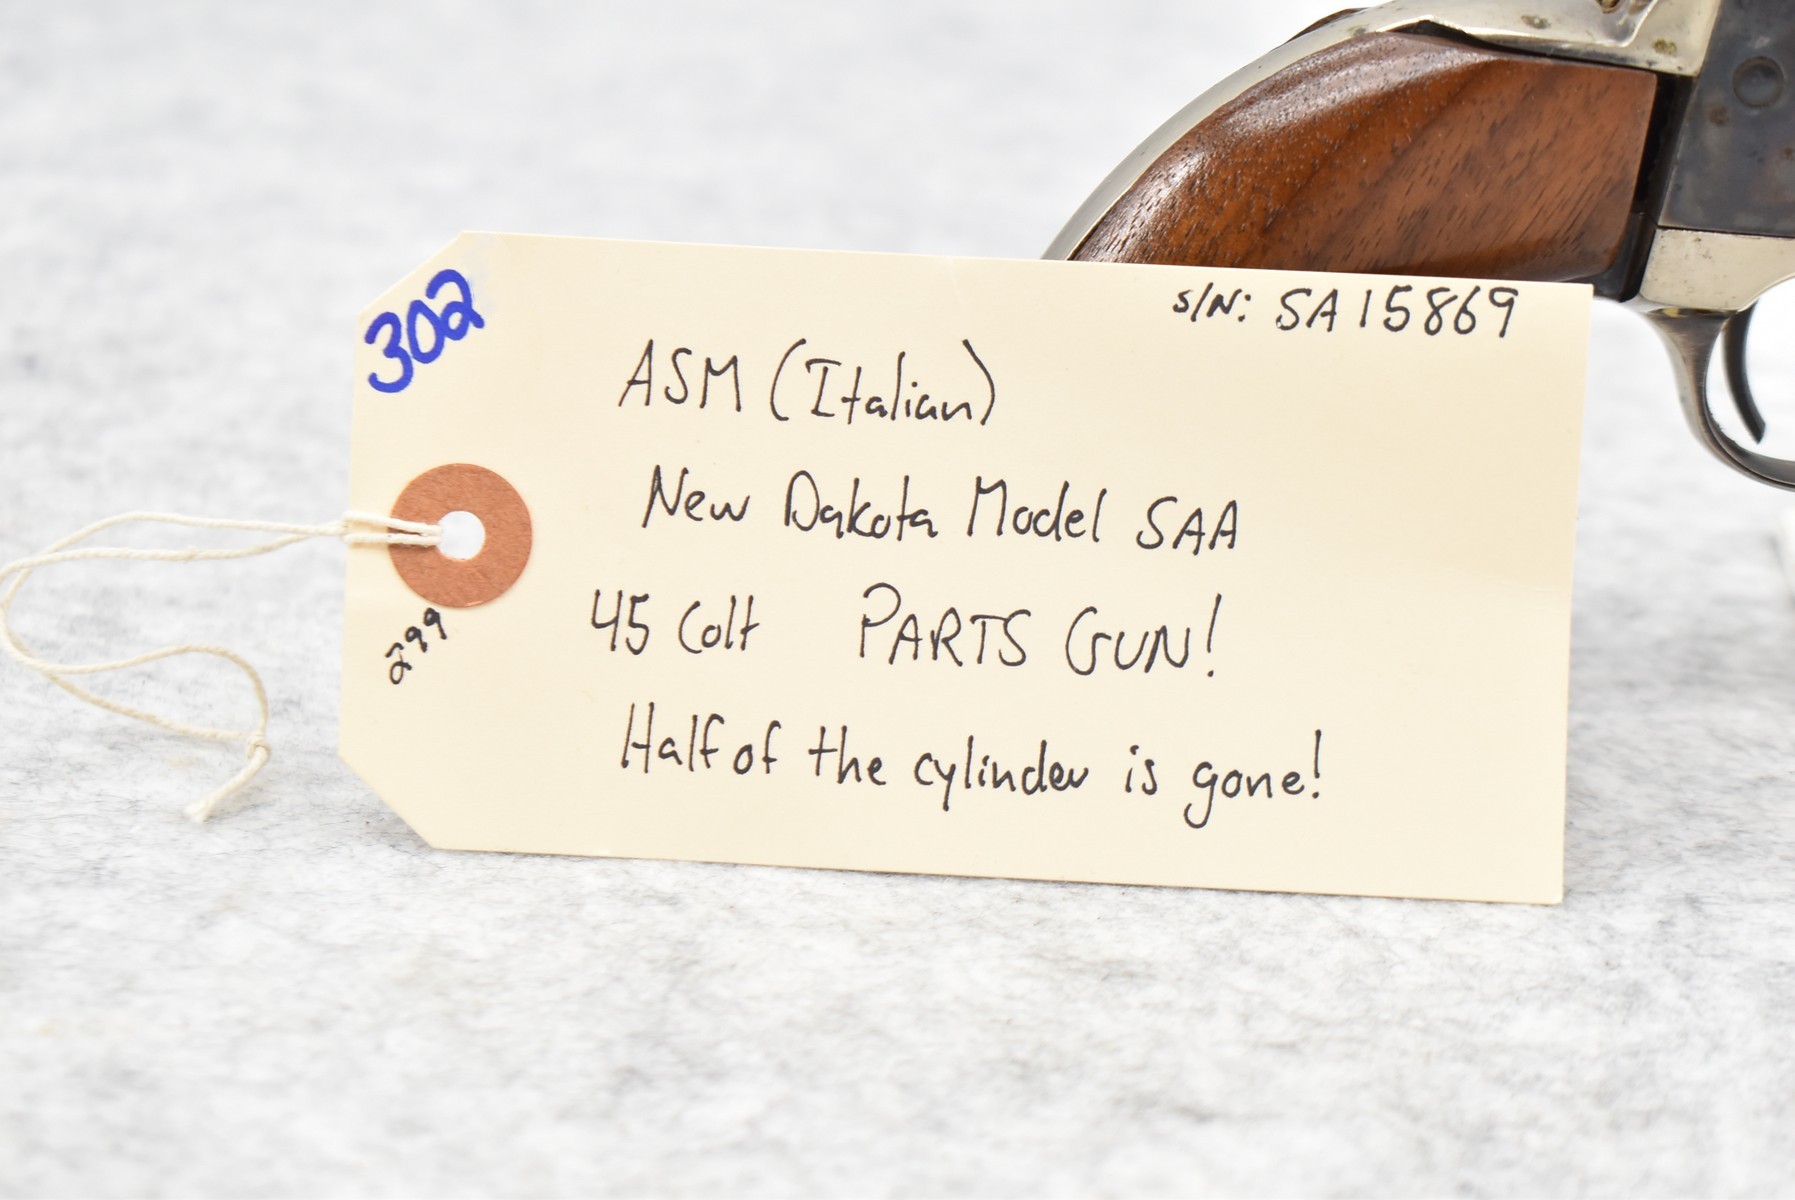 302
S/N: SA15869
ASM (Italian)
New Dakota Model SAA
45 Colt PARTS GUN!
299
Half of the cylinder is gone!